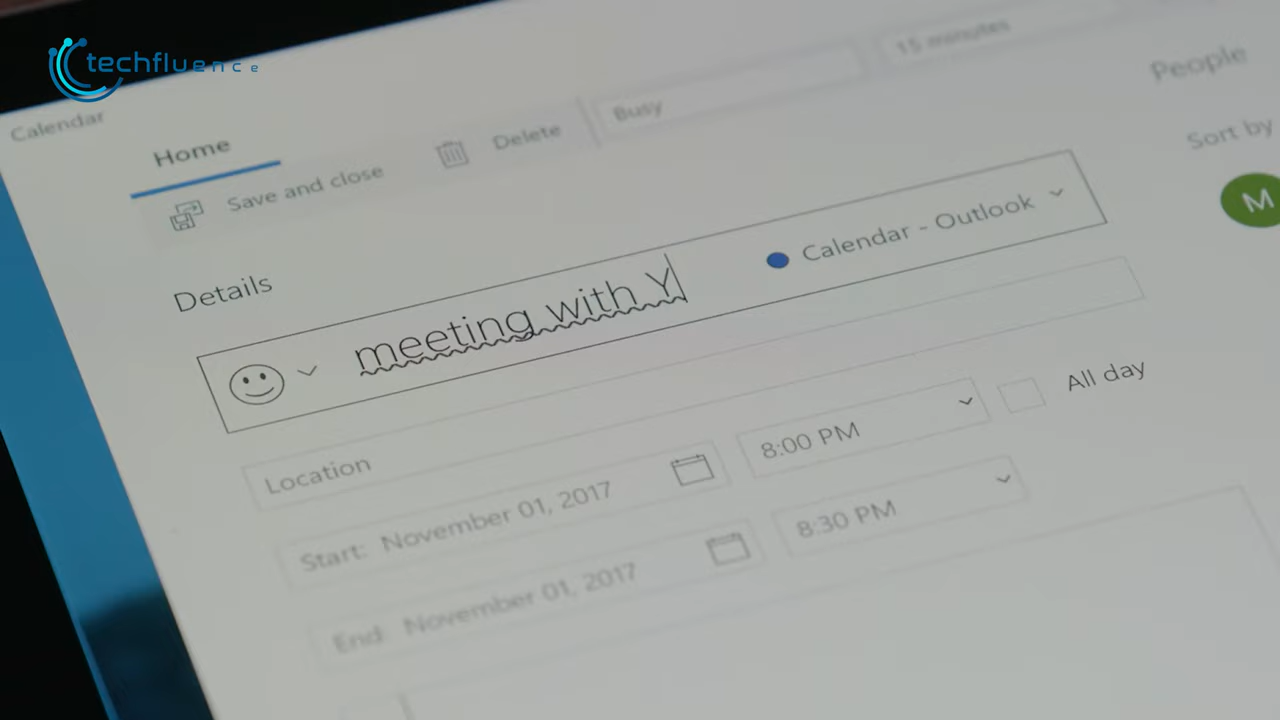 techfluence
Calendar
Home
Save and close
Delete
Busy
15 minutes
People
Sort by
M
Details
meeting with Y
Calendar - Outlook
Location
Start: November 01, 2017
8:00 PM
All day
End: November 01, 2017
8:30 PM